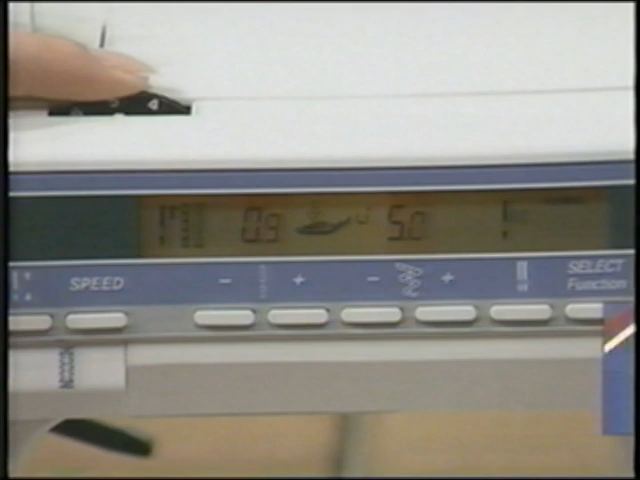 0.9 5.0
SPEED - + - + SELECT
Function